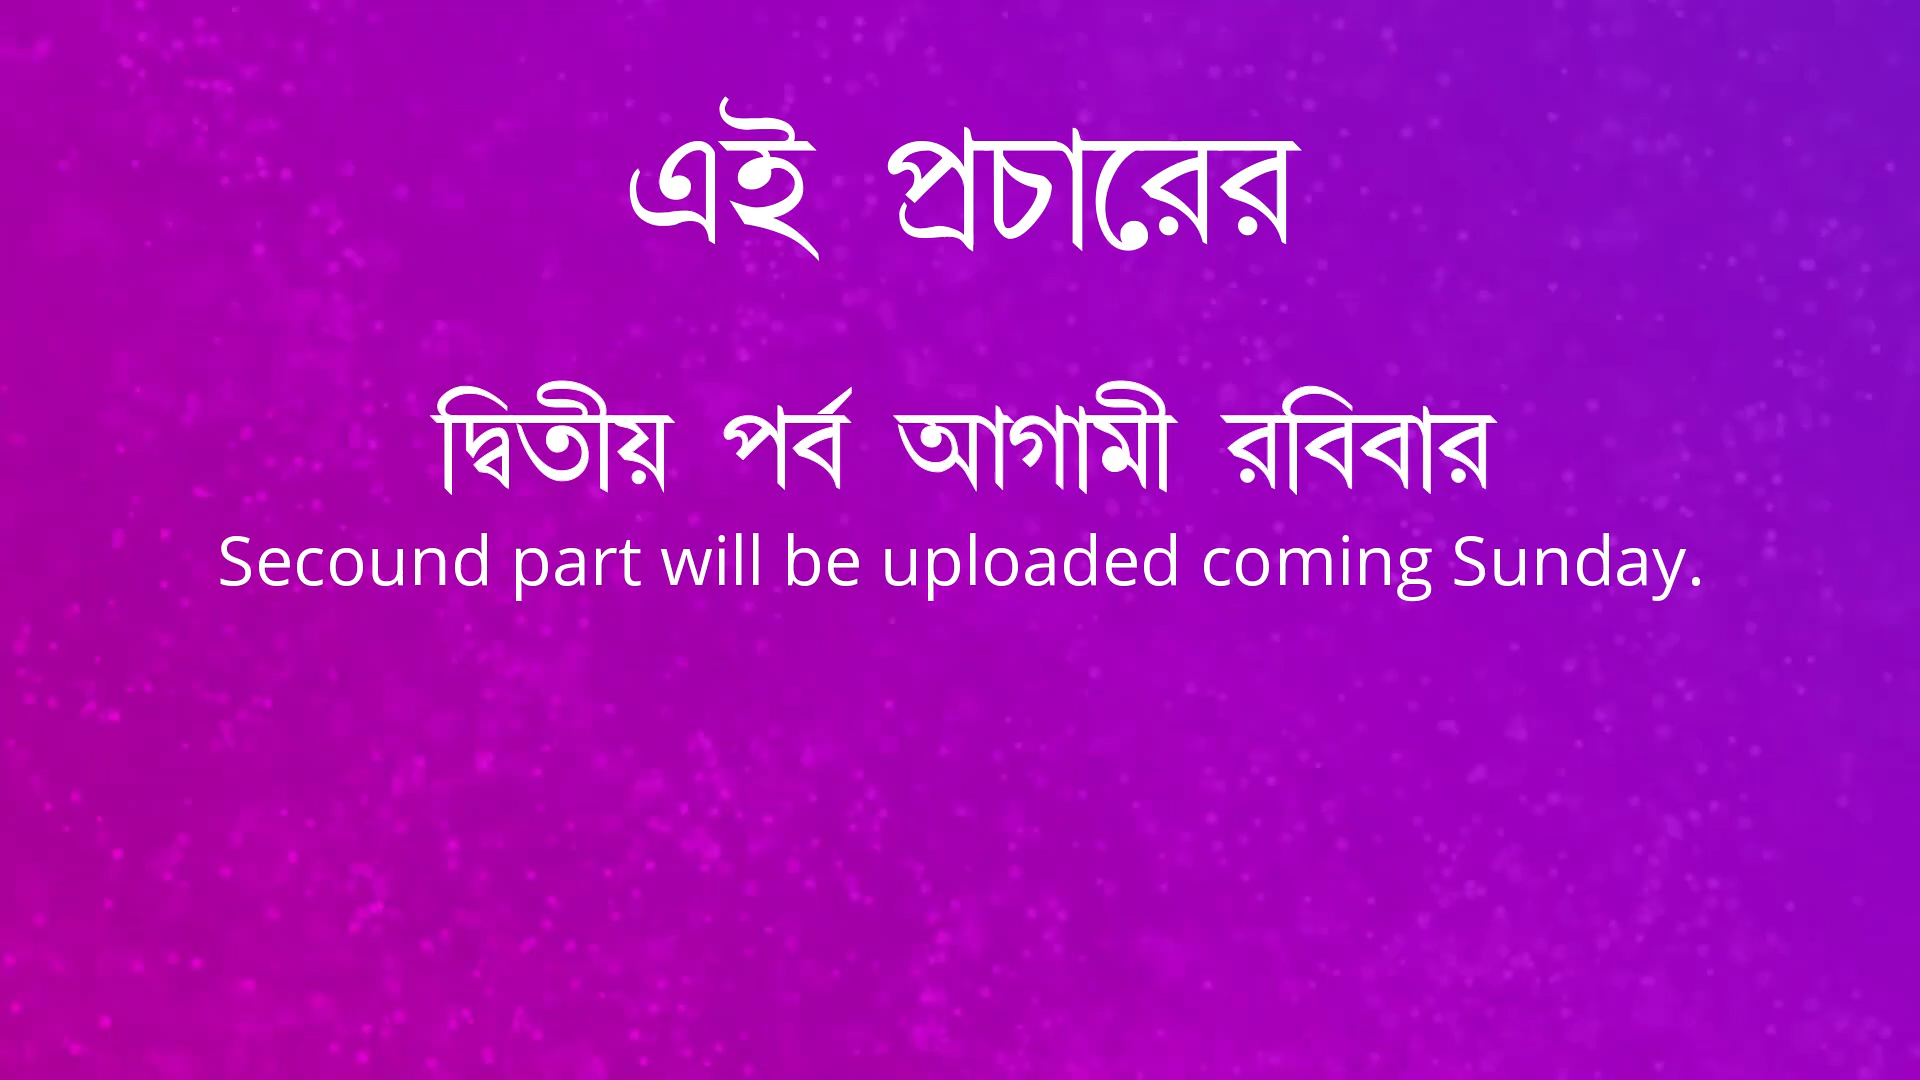 এই প্রচারের
দ্বিতীয় পর্ব আগামী রবিবার
Secound part will be uploaded coming Sunday.